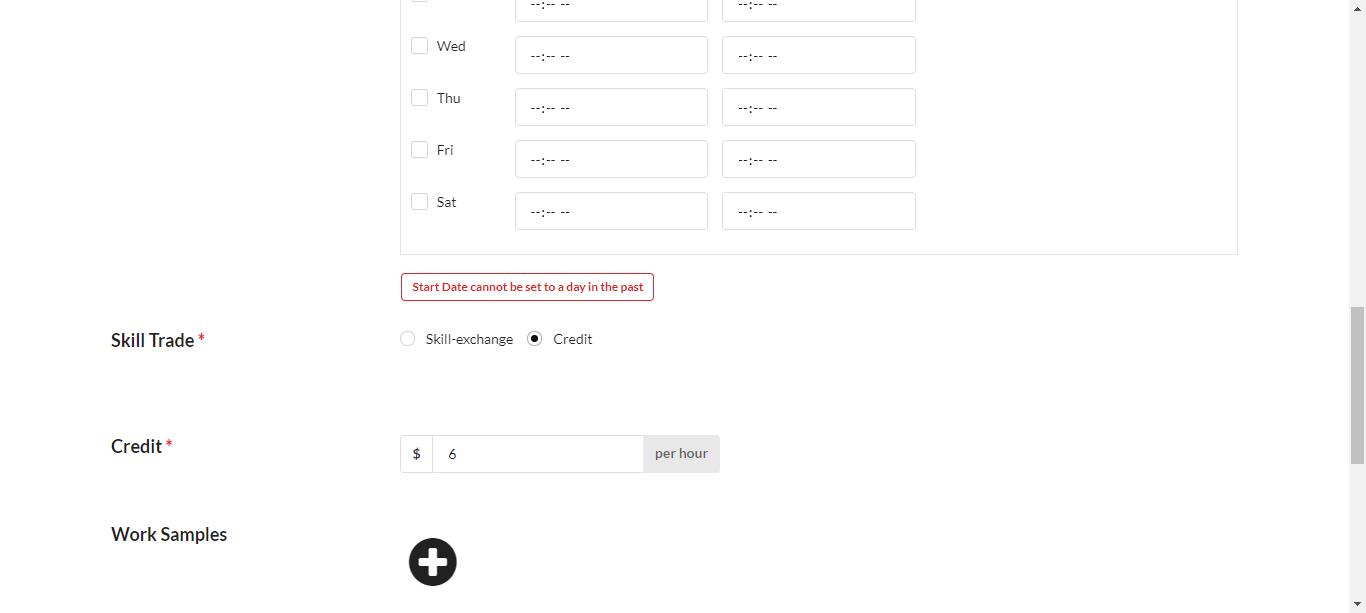 --:-- -- --:-- --
Wed --:-- -- --:-- --
Thu --:-- -- --:-- --
Fri --:-- -- --:-- --
Sat --:-- -- --:-- --
Start Date cannot be set to a day in the past
Skill Trade * Skill-exchange Credit
Credit * $ 6 per hour
Work Samples